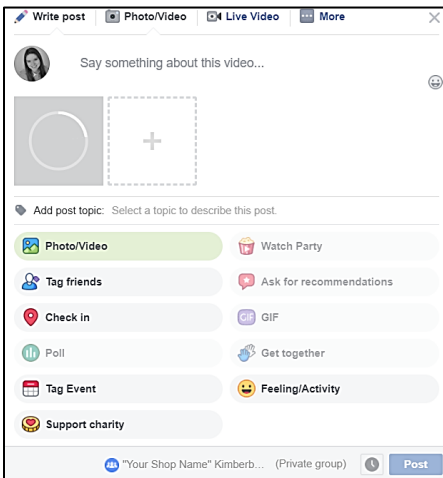 Write post Photo/Video Live Video More
Say something about this video...
Add post topic: Select a topic to describe this post.
Photo/Video Watch Party
Tag friends Ask for recommendations
Check in GIF GIF
Poll Get together
Tag Event Feeling/Activity
Support charity
"Your Shop Name" Kimberb... (Private group) Post